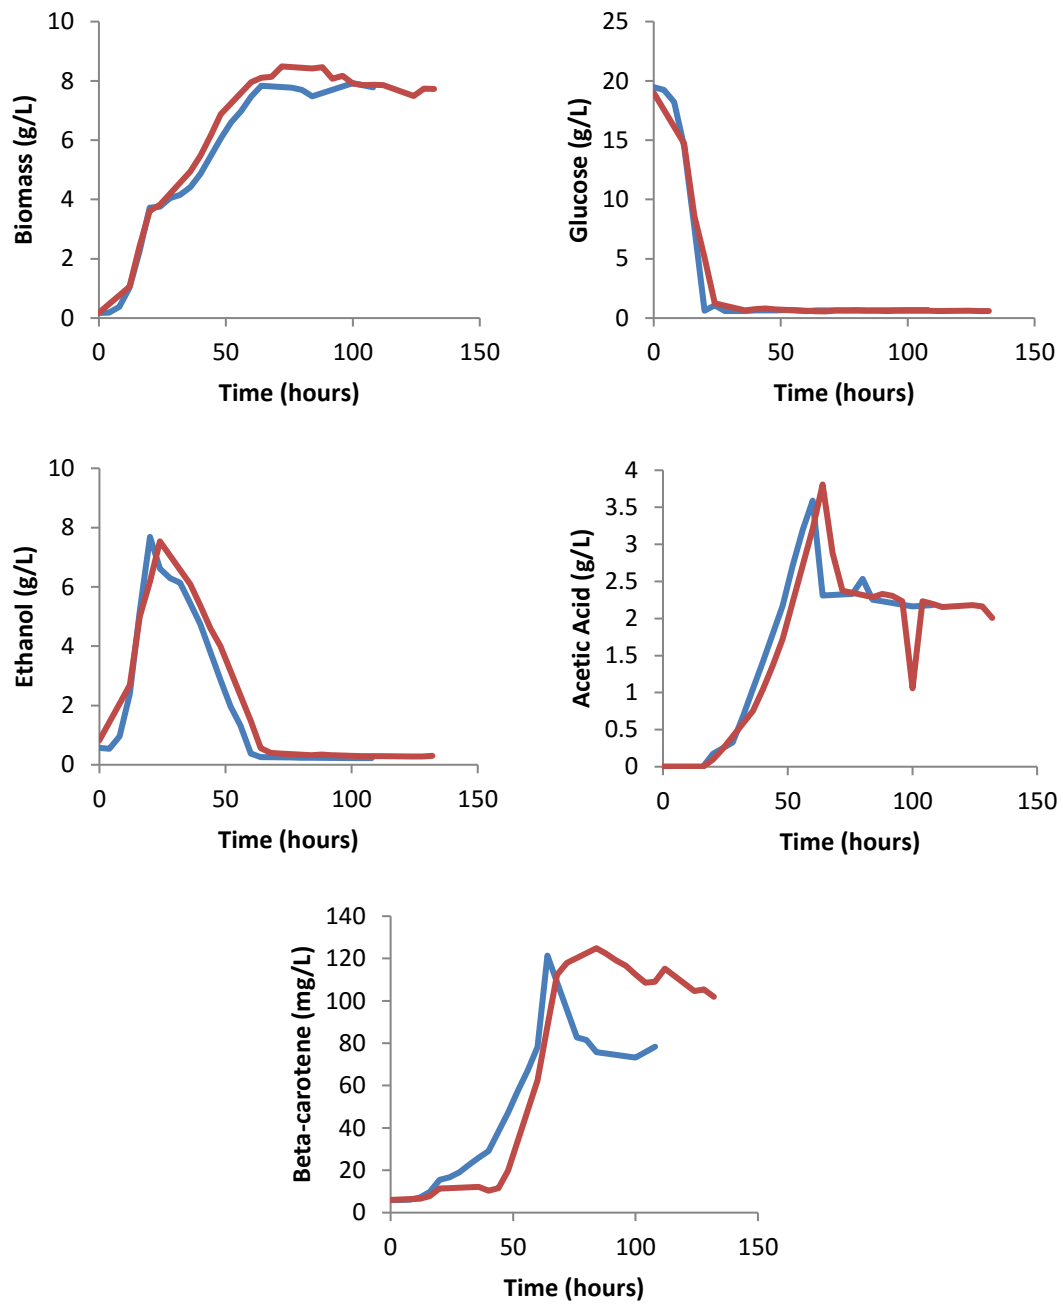 Biomass (g/L)
10
8
6
4
2
0
0 50 100 150
Time (hours)
Glucose (g/L)
25
20
15
10
5
0
0 50 100 150
Time (hours)
Ethanol (g/L)
10
8
6
4
2
0
0 50 100 150
Time (hours)
Acetic Acid (g/L)
4
3.5
3
2.5
2
1.5
1
0.5
0
0 50 100 150
Time (hours)
Beta-carotene (mg/L)
140
120
100
80
60
40
20
0
0 50 100 150
Time (hours)